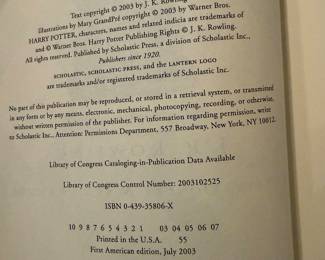 Text copyright © 2003 by J. K. Rowling
Illustrations by Mary GrandPré copyright © 2003 by Warner Bros.
HARRY POTTER, characters, names and related indicia are trademarks of
and © Warner Bros. Harry Potter Publishing Rights © J. K. Rowling.
All rights reserved. Published by Scholastic Press, a division of Scholastic Inc.,
Publishers since 1920.
SCHOLASTIC, SCHOLASTIC PRESS, and the LANTERN LOGO
are trademarks and/or registered trademarks of Scholastic Inc.
No part of this publication may be reproduced, or stored in a retrieval system, or transmitted
in any form or by any means, electronic, mechanical, photocopying, recording, or otherwise,
without written permission of the publisher. For information regarding permission, write
to Scholastic Inc., Attention: Permissions Department, 557 Broadway, New York, NY 10012.
Library of Congress Cataloging-in-Publication Data Available
Library of Congress Control Number: 2003102525
ISBN 0-439-35806-X
10 9 8 7 6 5 4 3 2 1 03 04 05 06 07
Printed in the U.S.A. 55
First American edition, July 2003